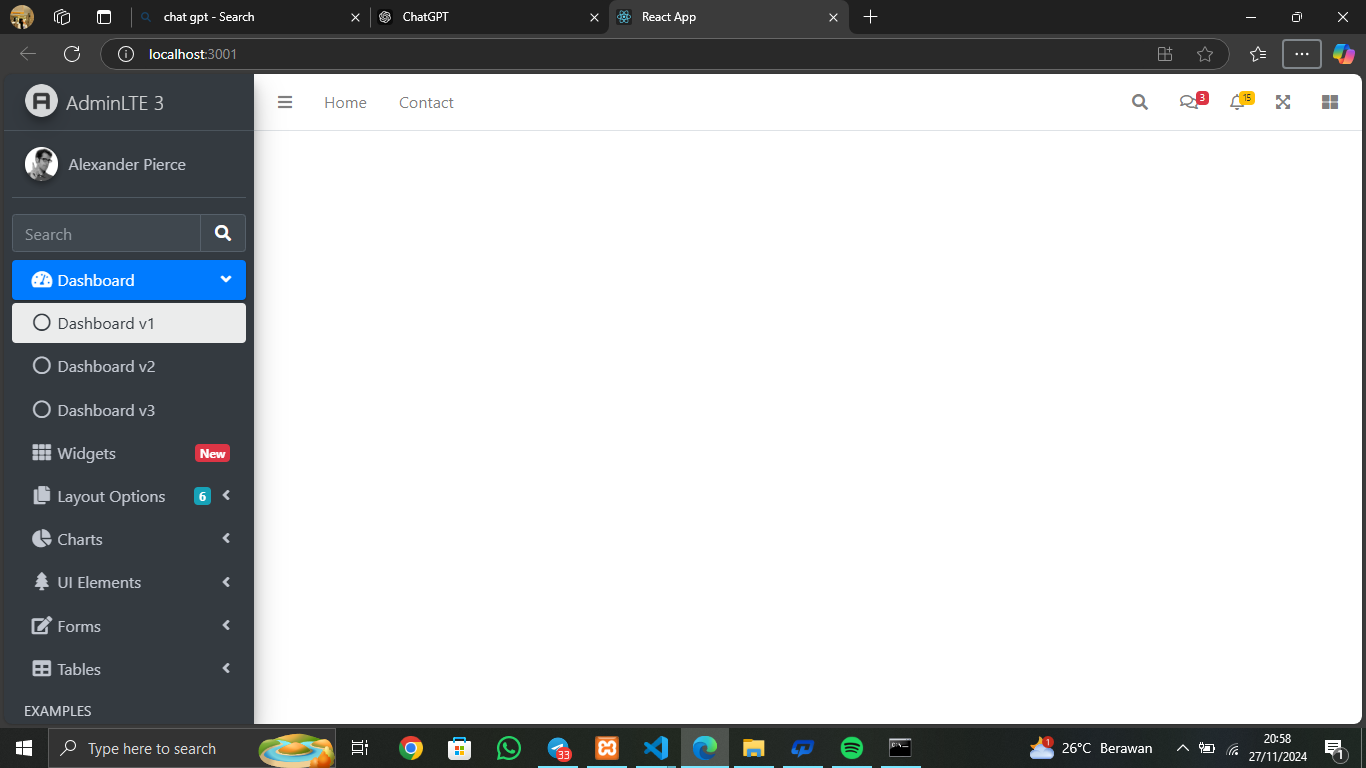 chat gpt - Search
ChatGPT
React App
localhost:3001
AdminLTE 3
Home
Contact
3
15
Alexander Pierce
Search
Dashboard
Dashboard v1
Dashboard v2
Dashboard v3
Widgets
New
Layout Options
6
Charts
UI Elements
Forms
Tables
EXAMPLES
Type here to search
33
1
26°C Berawan
20:58
27/11/2024
1